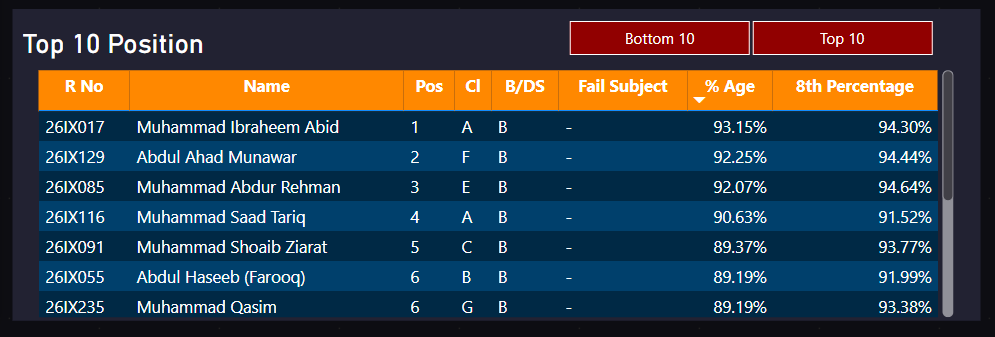 Top 10 Position
Bottom 10 Top 10
R No Name Pos Cl B/DS Fail Subject % Age 8th Percentage
26IX017 Muhammad Ibraheem Abid 1 A B - 93.15% 94.30%
26IX129 Abdul Ahad Munawar 2 F B - 92.25% 94.44%
26IX085 Muhammad Abdur Rehman 3 E B - 92.07% 94.64%
26IX116 Muhammad Saad Tariq 4 A B - 90.63% 91.52%
26IX091 Muhammad Shoaib Ziarat 5 C B - 89.37% 93.77%
26IX055 Abdul Haseeb (Farooq) 6 B B - 89.19% 91.99%
26IX235 Muhammad Qasim 6 G B - 89.19% 93.38%